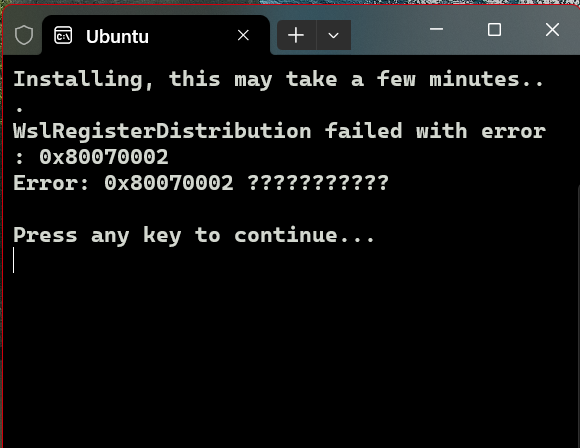 Ubuntu
Installing, this may take a few minutes..
.
WslRegisterDistribution failed with error
: 0x80070002
Error: 0x80070002 ???????????
Press any key to continue...